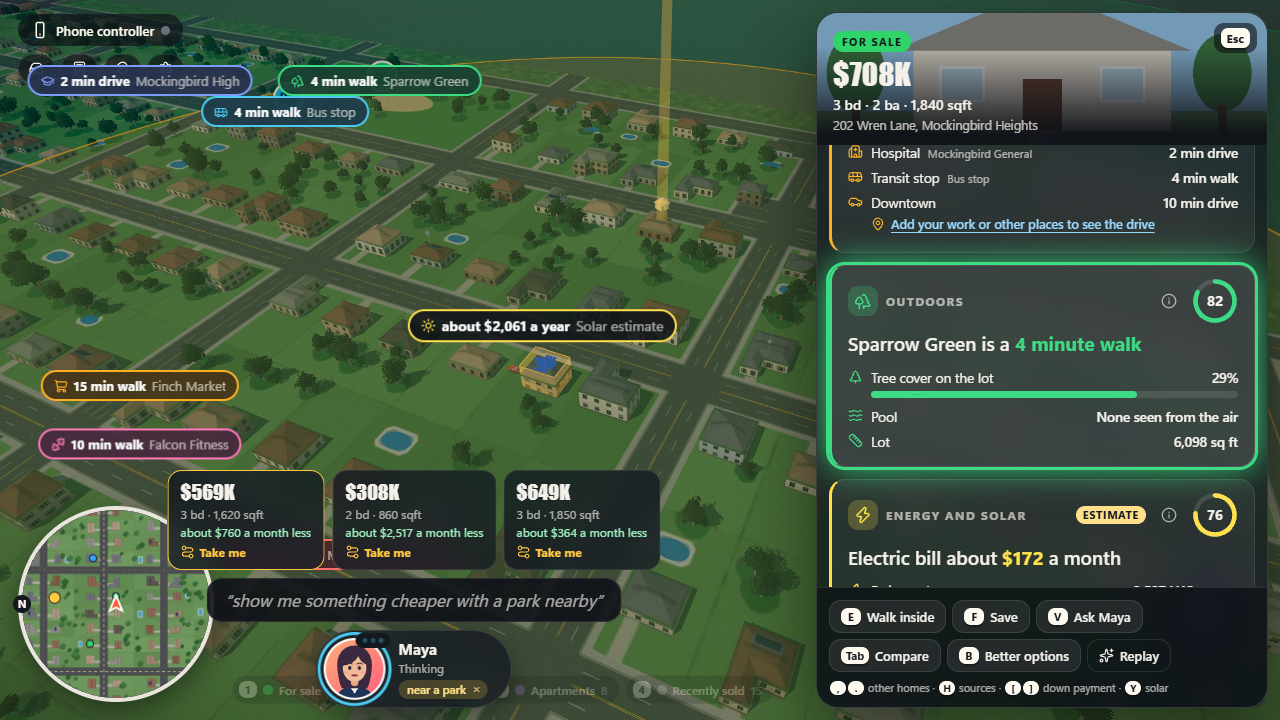 Phone controller
2 min drive Mockingbird High
4 min walk Sparrow Green
4 min walk Bus stop
about $2,061 a year Solar estimate
15 min walk Finch Market
10 min walk Falcon Fitness
$569K
3 bd · 1,620 sqft
about $760 a month less
Take me
$308K
2 bd · 860 sqft
about $2,517 a month less
Take me
$649K
3 bd · 1,850 sqft
about $364 a month less
Take me
N
"show me something cheaper with a park nearby"
Maya
Thinking
near a park ×
1 For sale
Apartments 8
4 Recently sold 15
FOR SALE
Esc
$708K
3 bd · 2 ba · 1,840 sqft
202 Wren Lane, Mockingbird Heights
Hospital Mockingbird General 2 min drive
Transit stop Bus stop 4 min walk
Downtown 10 min drive
Add your work or other places to see the drive
OUTDOORS 82
Sparrow Green is a 4 minute walk
Tree cover on the lot 29%
Pool None seen from the air
Lot 6,098 sq ft
ENERGY AND SOLAR ESTIMATE 76
Electric bill about $172 a month
E Walk inside
F Save
V Ask Maya
Tab Compare
B Better options
Replay
, . other homes · H sources · [ ] down payment · Y solar